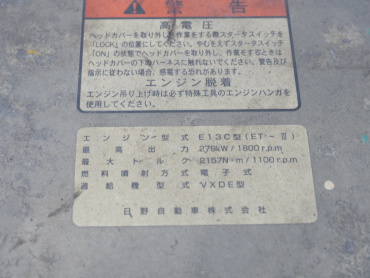 ⚠ 警告
高電圧
ヘッドカバーを取り外し、作業をする際スタータスイッチを
「LOCK」の位置にしてください。やむをえずスタータスイッチ
「ON」の状態でヘッドカバーを取り外し、作業をするときは
ヘッドカバーの下のハーネスに触れないでください。警告及び
指示に従わない場合、感電する恐れがあります。
エンジン脱着
エンジン吊り上げ時は必ず特殊工具のエンジンハンガを
使用してください。
エンジン型式 E13C型(ET-Ⅱ)
最高出力 279kW/1800r.p.m
最大トルク 2157N·m/1100r.p.m
燃料噴射方式 電子式
過給機型式 VXDE型
日野自動車株式会社